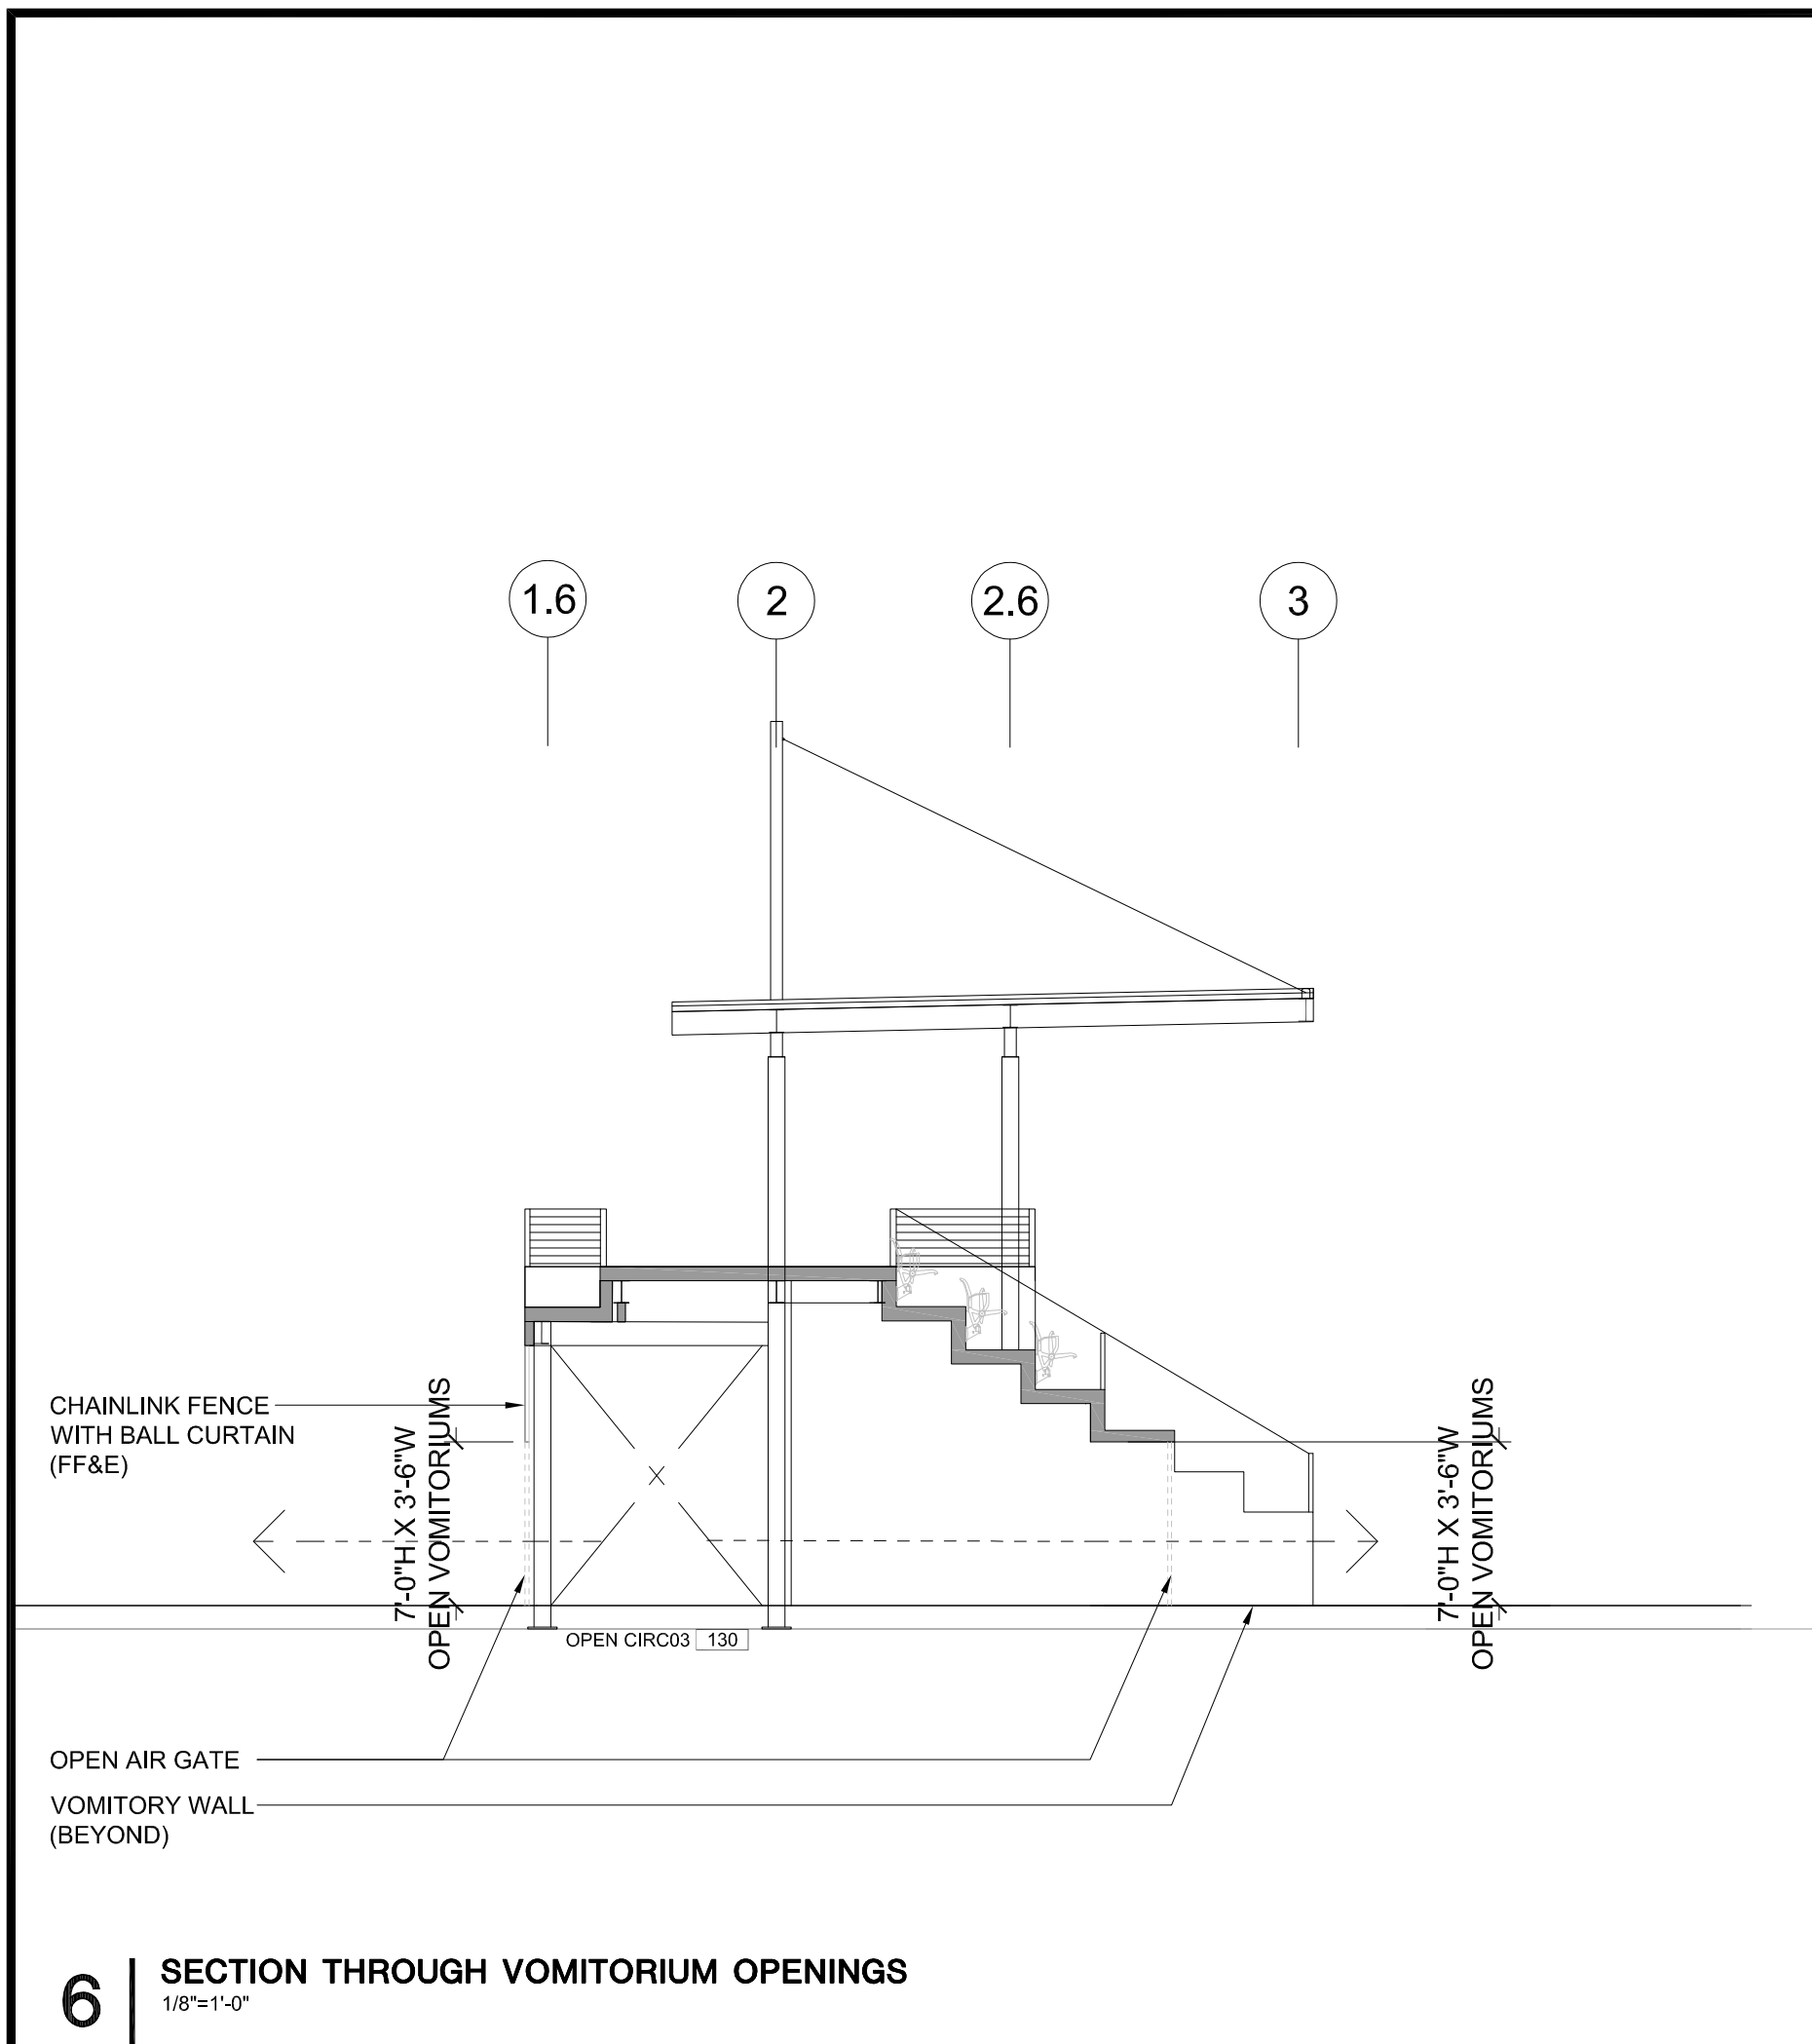 1.6
2
2.6
3
CHAINLINK FENCE
WITH BALL CURTAIN
(FF&E)
7'-0"H X 3'-6"W
OPEN VOMITORIUMS
7'-0"H X 3'-6"W
OPEN VOMITORIUMS
OPEN CIRC03 130
OPEN AIR GATE
VOMITORY WALL
(BEYOND)
6
SECTION THROUGH VOMITORIUM OPENINGS
1/8"=1'-0"